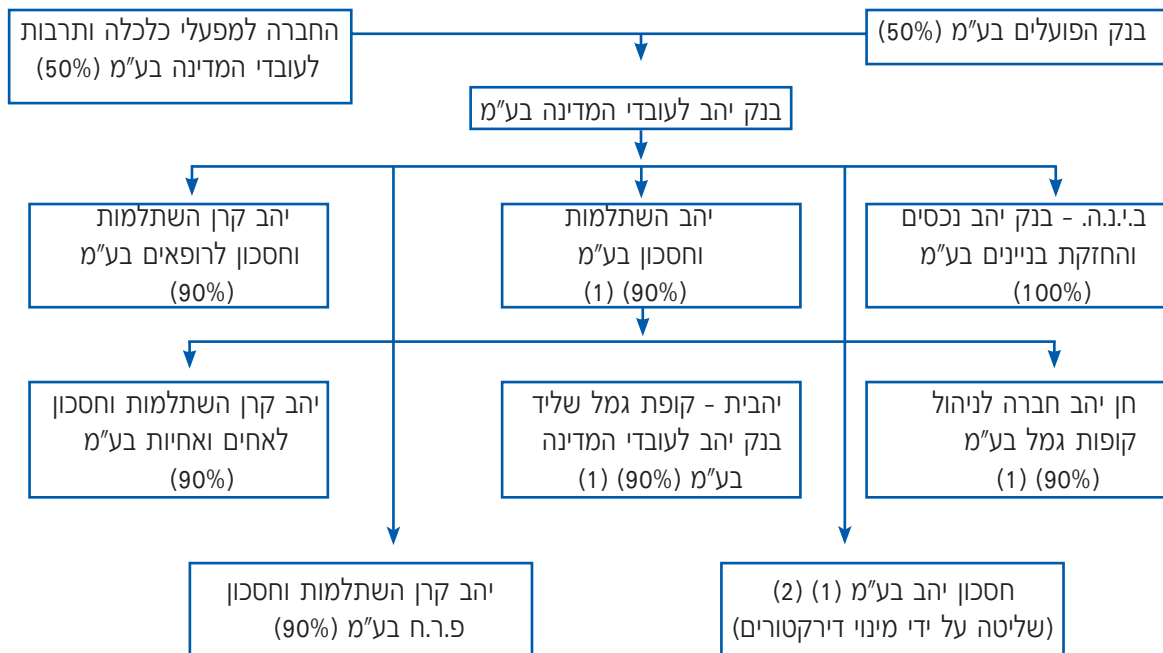 בנק הפועלים בע"מ (50%)
החברה למפעלי כלכלה ותרבות
לעובדי המדינה בע"מ (50%)
בנק יהב לעובדי המדינה בע"מ
ב.י.נ.ה. - בנק יהב נכסים
והחזקת בניינים בע"מ
(100%)
יהב השתלמות
וחסכון בע"מ
(90%) (1)
יהב קרן השתלמות
וחסכון לרופאים בע"מ
(90%)
חן יהב חברה לניהול
קופות גמל בע"מ
(90%) (1)
יהבית - קופת גמל שליד
בנק יהב לעובדי המדינה
בע"מ (90%) (1)
יהב קרן השתלמות וחסכון
לאחים ואחיות בע"מ
(90%)
חסכון יהב בע"מ (1) (2)
(שליטה על ידי מינוי דירקטורים)
יהב קרן השתלמות וחסכון
פ.ר.ח בע"מ (90%)